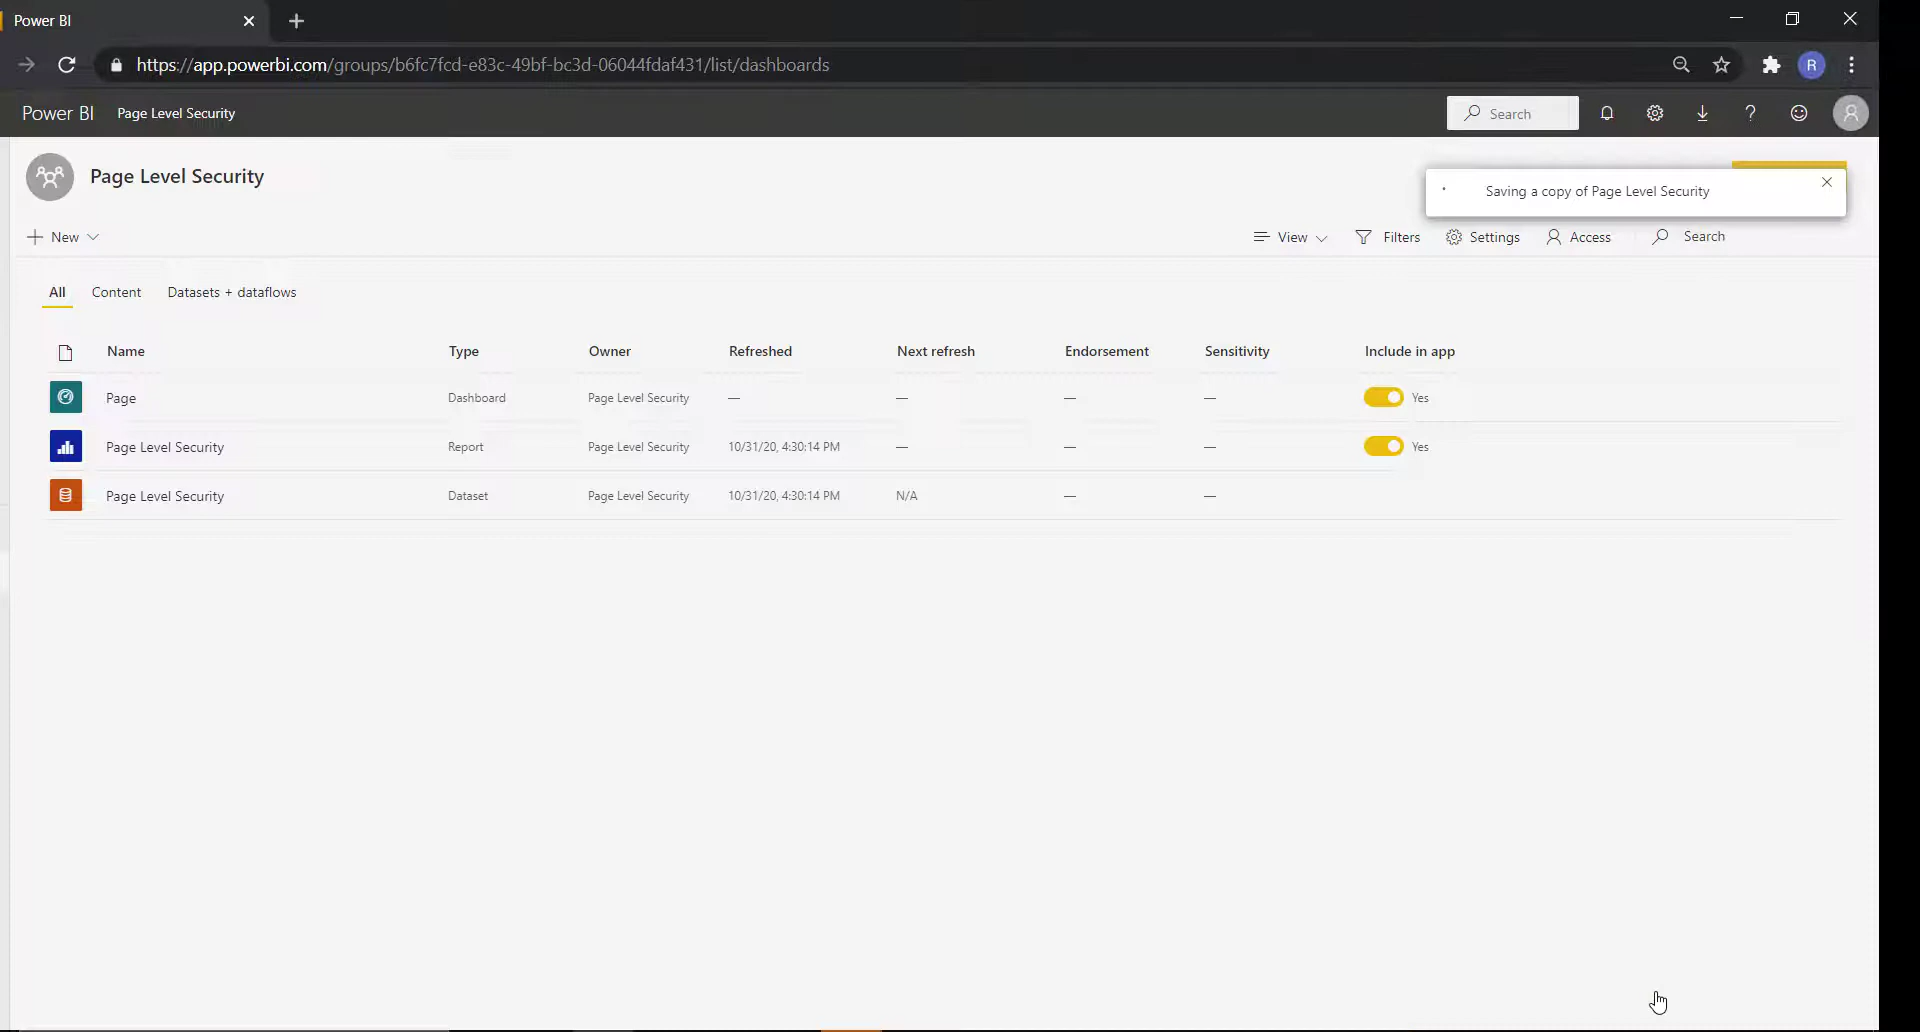 Power BI
https://app.powerbi.com/groups/b6fc7fcd-e83c-49bf-bc3d-06044fdaf431/list/dashboards
R
Power BI Page Level Security Search
Page Level Security
Saving a copy of Page Level Security
New View Filters Settings Access Search
All Content Datasets + dataflows
Name Type Owner Refreshed Next refresh Endorsement Sensitivity Include in app
Page Dashboard Page Level Security — — — — Yes
Page Level Security Report Page Level Security 10/31/20, 4:30:14 PM — — — Yes
Page Level Security Dataset Page Level Security 10/31/20, 4:30:14 PM N/A — —